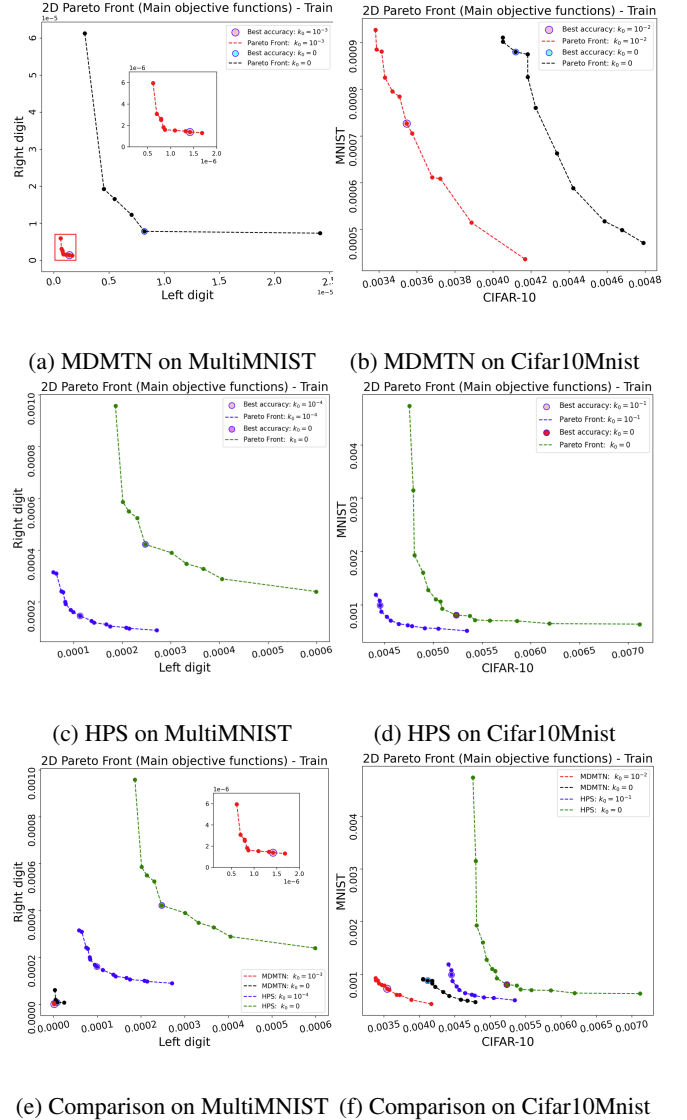 2D Pareto Front (Main objective functions) - Train
1e−5
Best accuracy: k₀ = 10⁻³
Pareto Front: k₀ = 10⁻³
Best accuracy: k₀ = 0
Pareto Front: k₀ = 0
Right digit
6
5
4
3
2
1
0
6
4
2
0
0.5 1.0 1.5
1e−6
0.0 0.5 1.0 1.5 2.0
1e−5
Left digit
(a) MDMTN on MultiMNIST
2D Pareto Front (Main objective functions) - Train
Best accuracy: k₀ = 10⁻²
Pareto Front: k₀ = 10⁻²
Best accuracy: k₀ = 0
Pareto Front: k₀ = 0
MNIST
0.0009
0.0008
0.0007
0.0006
0.0005
0.0034 0.0036 0.0038 0.0040 0.0042 0.0044 0.0046 0.0048
CIFAR-10
(b) MDMTN on Cifar10Mnist
2D Pareto Front (Main objective functions) - Train
Best accuracy: k₀ = 10⁻⁴
Pareto Front: k₀ = 10⁻⁴
Best accuracy: k₀ = 0
Pareto Front: k₀ = 0
Right digit
0.0010
0.0008
0.0006
0.0004
0.0002
0.0001 0.0002 0.0003 0.0004 0.0005 0.0006
Left digit
(c) HPS on MultiMNIST
2D Pareto Front (Main objective functions) - Train
Best accuracy: k₀ = 10⁻¹
Pareto Front: k₀ = 10⁻¹
Best accuracy: k₀ = 0
Pareto Front: k₀ = 0
MNIST
0.004
0.003
0.002
0.001
0.0045 0.0050 0.0055 0.0060 0.0065 0.0070
CIFAR-10
(d) HPS on Cifar10Mnist
2D Pareto Front (Main objective functions) - Train
1e−6
6
4
2
0
0.5 1.0 1.5
1e−6
MDMTN: k₀ = 10⁻³
MDMTN: k₀ = 0
HPS: k₀ = 10⁻⁴
HPS: k₀ = 0
Right digit
0.0010
0.0008
0.0006
0.0004
0.0002
0.0000
0.0000 0.0001 0.0002 0.0003 0.0004 0.0005 0.0006
Left digit
(e) Comparison on MultiMNIST
2D Pareto Front (Main objective functions) - Train
MDMTN: k₀ = 10⁻²
MDMTN: k₀ = 0
HPS: k₀ = 10⁻¹
HPS: k₀ = 0
MNIST
0.004
0.003
0.002
0.001
0.0035 0.0040 0.0045 0.0050 0.0055 0.0060 0.0065 0.0070
CIFAR-10
(f) Comparison on Cifar10Mnist